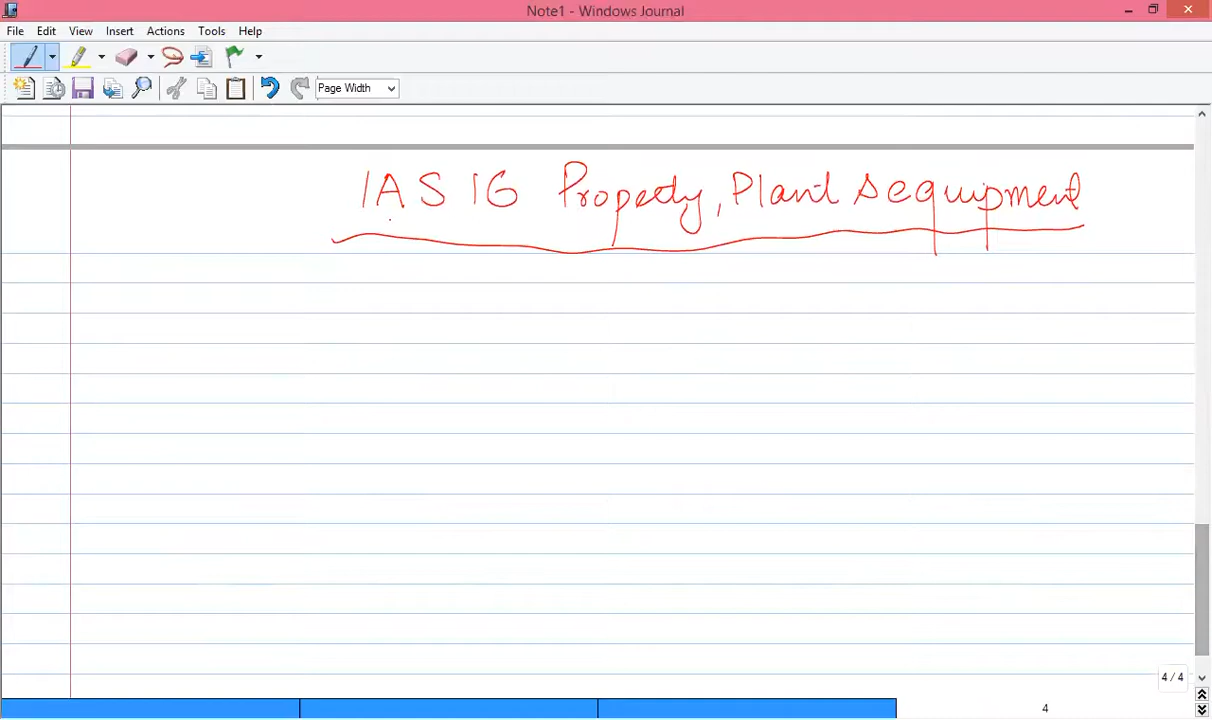 Note1 - Windows Journal
File Edit View Insert Actions Tools Help
Page Width
IAS 16 Property, Plant & equipment
4 / 4
4